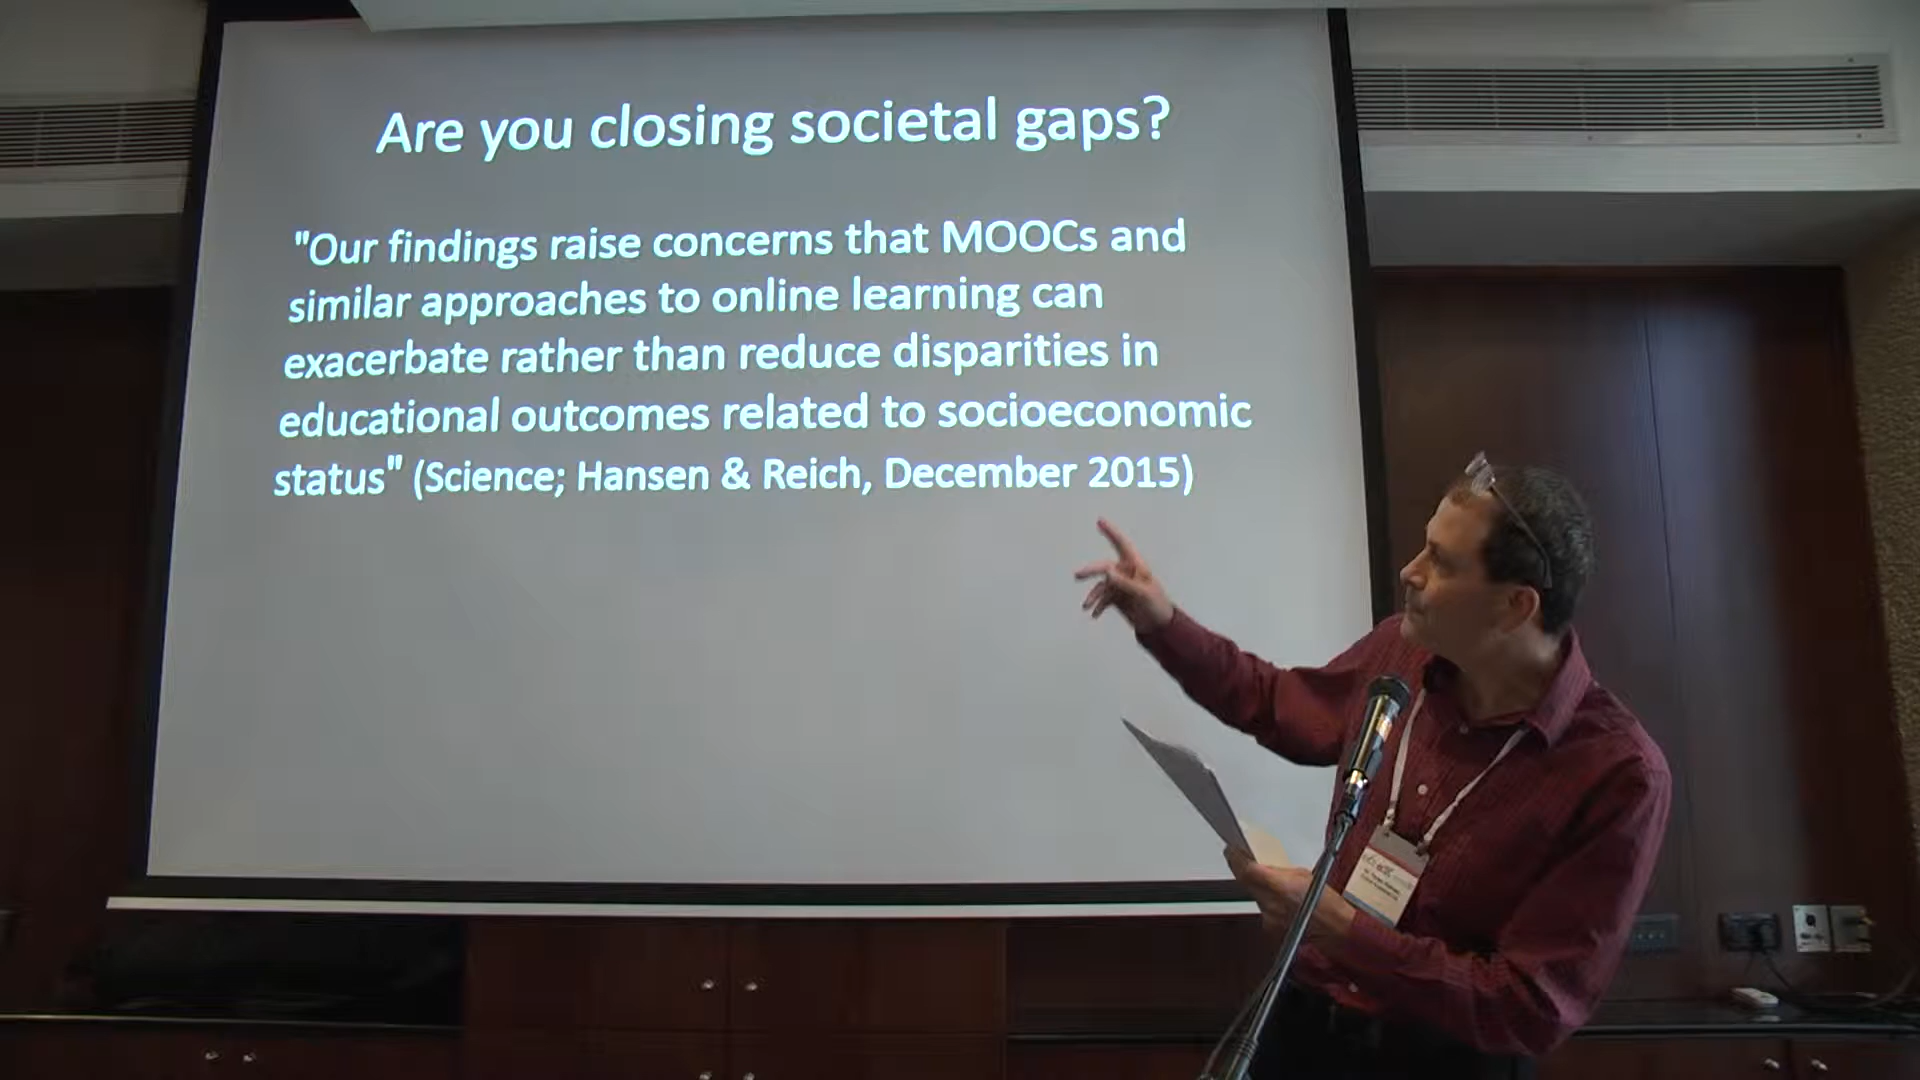 Are you closing societal gaps?
"Our findings raise concerns that MOOCs and
similar approaches to online learning can
exacerbate rather than reduce disparities in
educational outcomes related to socioeconomic
status" (Science; Hansen & Reich, December 2015)